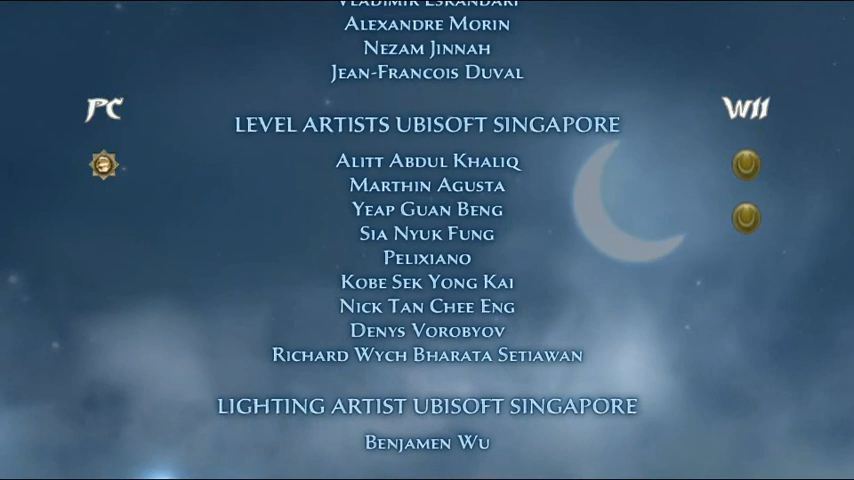 Vladimir Eskandari
Alexandre Morin
Nezam Jinnah
Jean-Francois Duval
PC
Wii
LEVEL ARTISTS UBISOFT SINGAPORE
Alitt Abdul Khaliq
Marthin Agusta
Yeap Guan Beng
Sia Nyuk Fung
Pelixiano
Kobe Sek Yong Kai
Nick Tan Chee Eng
Denys Vorobyov
Richard Wych Bharata Setiawan
LIGHTING ARTIST UBISOFT SINGAPORE
Benjamen Wu